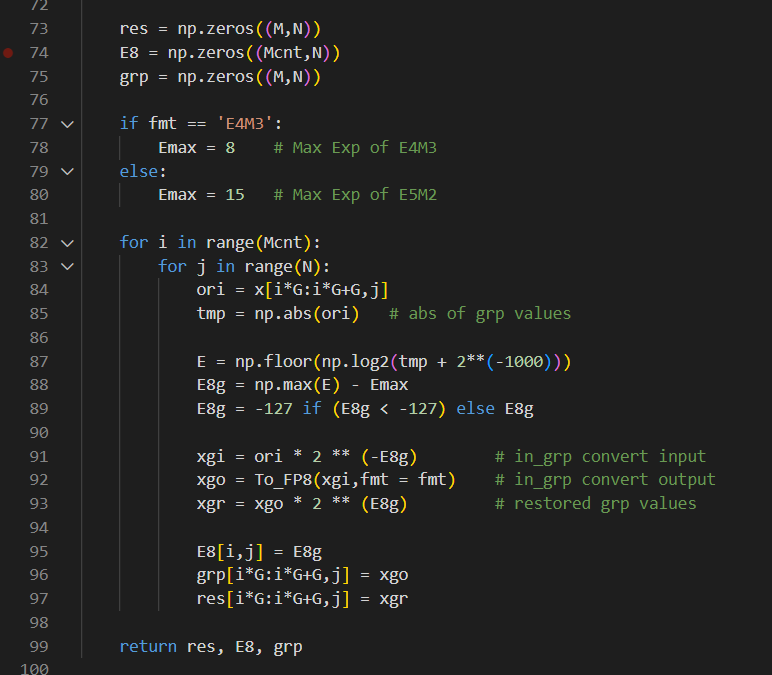 72
73 res = np.zeros((M,N))
74 E8 = np.zeros((Mcnt,N))
75 grp = np.zeros((M,N))
76
77 if fmt == 'E4M3':
78 Emax = 8 # Max Exp of E4M3
79 else:
80 Emax = 15 # Max Exp of E5M2
81
82 for i in range(Mcnt):
83 for j in range(N):
84 ori = x[i*G:i*G+G,j]
85 tmp = np.abs(ori) # abs of grp values
86
87 E = np.floor(np.log2(tmp + 2**(-1000)))
88 E8g = np.max(E) - Emax
89 E8g = -127 if (E8g < -127) else E8g
90
91 xgi = ori * 2 ** (-E8g) # in_grp convert input
92 xgo = To_FP8(xgi,fmt = fmt) # in_grp convert output
93 xgr = xgo * 2 ** (E8g) # restored grp values
94
95 E8[i,j] = E8g
96 grp[i*G:i*G+G,j] = xgo
97 res[i*G:i*G+G,j] = xgr
98
99 return res, E8, grp
100